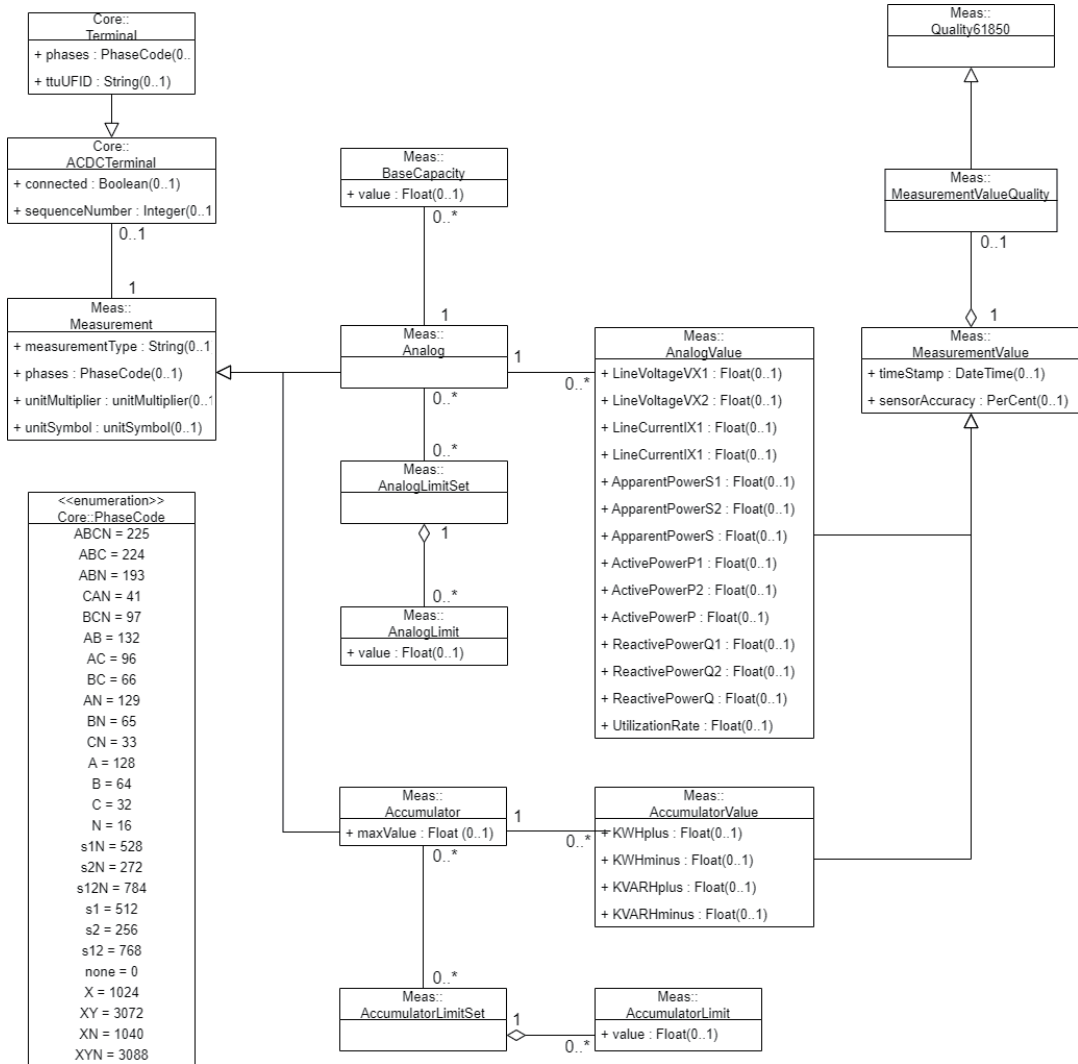 Core::
Terminal
+ phases : PhaseCode(0..
+ ttuUFID : String(0..1)
Core::
ACDCTerminal
+ connected : Boolean(0..1)
+ sequenceNumber : Integer(0..1
0..1
1
Meas::
Measurement
+ measurementType : String(0..1
+ phases : PhaseCode(0..1)
+ unitMultiplier : unitMultiplier(0..1
+ unitSymbol : unitSymbol(0..1)
<<enumeration>>
Core::PhaseCode
ABCN = 225
ABC = 224
ABN = 193
CAN = 41
BCN = 97
AB = 132
AC = 96
BC = 66
AN = 129
BN = 65
CN = 33
A = 128
B = 64
C = 32
N = 16
s1N = 528
s2N = 272
s12N = 784
s1 = 512
s2 = 256
s12 = 768
none = 0
X = 1024
XY = 3072
XN = 1040
XYN = 3088
Meas::
BaseCapacity
+ value : Float(0..1)
0..*
1
Meas::
Analog
1
0..*
0..*
0..*
Meas::
AnalogLimitSet
1
0..*
Meas::
AnalogLimit
+ value : Float(0..1)
Meas::
AnalogValue
+ LineVoltageVX1 : Float(0..1)
+ LineVoltageVX2 : Float(0..1)
+ LineCurrentIX1 : Float(0..1)
+ LineCurrentIX1 : Float(0..1)
+ ApparentPowerS1 : Float(0..1)
+ ApparentPowerS2 : Float(0..1)
+ ApparentPowerS : Float(0..1)
+ ActivePowerP1 : Float(0..1)
+ ActivePowerP2 : Float(0..1)
+ ActivePowerP : Float(0..1)
+ ReactivePowerQ1 : Float(0..1)
+ ReactivePowerQ2 : Float(0..1)
+ ReactivePowerQ : Float(0..1)
+ UtilizationRate : Float(0..1)
Meas::
Quality61850
Meas::
MeasurementValueQuality
0..1
1
Meas::
MeasurementValue
+ timeStamp : DateTime(0..1)
+ sensorAccuracy : PerCent(0..1)
Meas::
Accumulator
+ maxValue : Float (0..1)
1
0..*
0..*
0..*
Meas::
AccumulatorValue
+ KWHplus : Float(0..1)
+ KWHminus : Float(0..1)
+ KVARHplus : Float(0..1)
+ KVARHminus : Float(0..1)
Meas::
AccumulatorLimitSet
1
0..*
Meas::
AccumulatorLimit
+ value : Float(0..1)